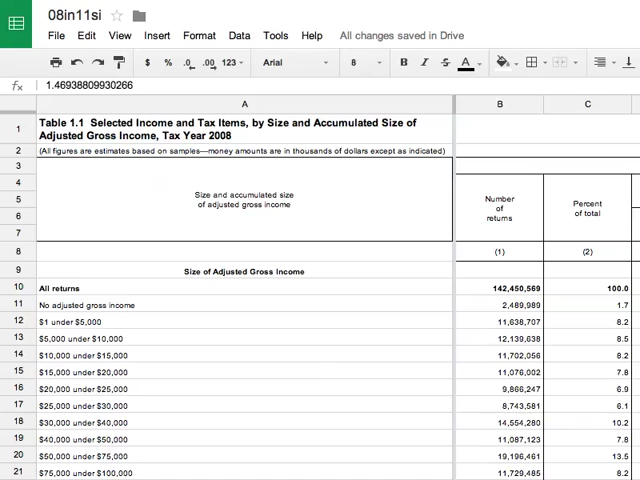 08in11si
File Edit View Insert Format Data Tools Help All changes saved in Drive
$ % .0 .00 123 Arial 8 B I S A
fx 1.46938809930266
A B C
1 Table 1.1 Selected Income and Tax Items, by Size and Accumulated Size of
Adjusted Gross Income, Tax Year 2008
2 (All figures are estimates based on samples—money amounts are in thousands of dollars except as indicated)
3
4
5 Size and accumulated size Number Percent
of adjusted gross income of of total
6 returns
7
8 (1) (2)
9 Size of Adjusted Gross Income
10 All returns 142,450,569 100.0
11 No adjusted gross income 2,489,989 1.7
12 $1 under $5,000 11,638,707 8.2
13 $5,000 under $10,000 12,139,638 8.5
14 $10,000 under $15,000 11,702,056 8.2
15 $15,000 under $20,000 11,076,002 7.8
16 $20,000 under $25,000 9,866,247 6.9
17 $25,000 under $30,000 8,743,581 6.1
18 $30,000 under $40,000 14,554,280 10.2
19 $40,000 under $50,000 11,087,123 7.8
20 $50,000 under $75,000 19,196,461 13.5
21 $75,000 under $100,000 11,729,485 8.2